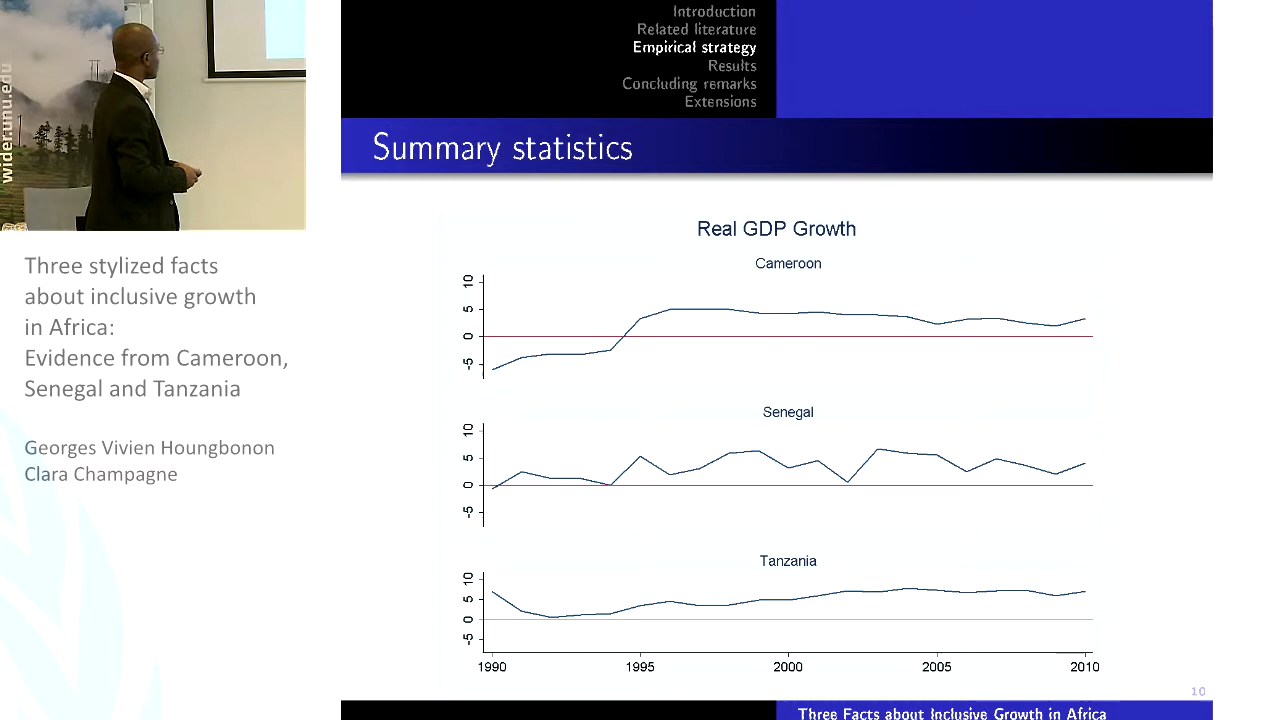 wider.unu.edu
Three stylized facts
about inclusive growth
in Africa:
Evidence from Cameroon,
Senegal and Tanzania
Georges Vivien Houngbonon
Clara Champagne
Introduction
Related literature
Empirical strategy
Results
Concluding remarks
Extensions
Summary statistics
Real GDP Growth
Cameroon
10
5
0
-5
Senegal
10
5
0
-5
Tanzania
10
5
0
-5
1990 1995 2000 2005 2010
10
Three Facts about Inclusive Growth in Africa